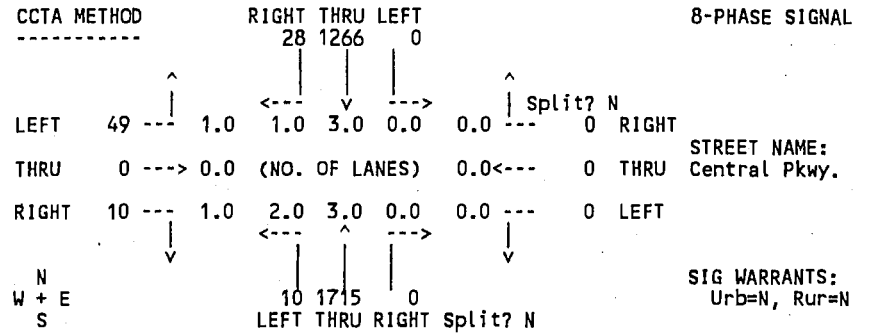 CCTA METHOD RIGHT THRU LEFT 8-PHASE SIGNAL
----------- 28 1266 0
^ ^
<--- v ---> Split? N
LEFT 49 --- 1.0 1.0 3.0 0.0 0.0 --- 0 RIGHT
STREET NAME:
THRU 0 ---> 0.0 (NO. OF LANES) 0.0<--- 0 THRU Central Pkwy.
RIGHT 10 --- 1.0 2.0 3.0 0.0 0.0 --- 0 LEFT
<--- ^ --->
v v
N SIG WARRANTS:
W + E 10 1715 0 Urb=N, Rur=N
S LEFT THRU RIGHT Split? N